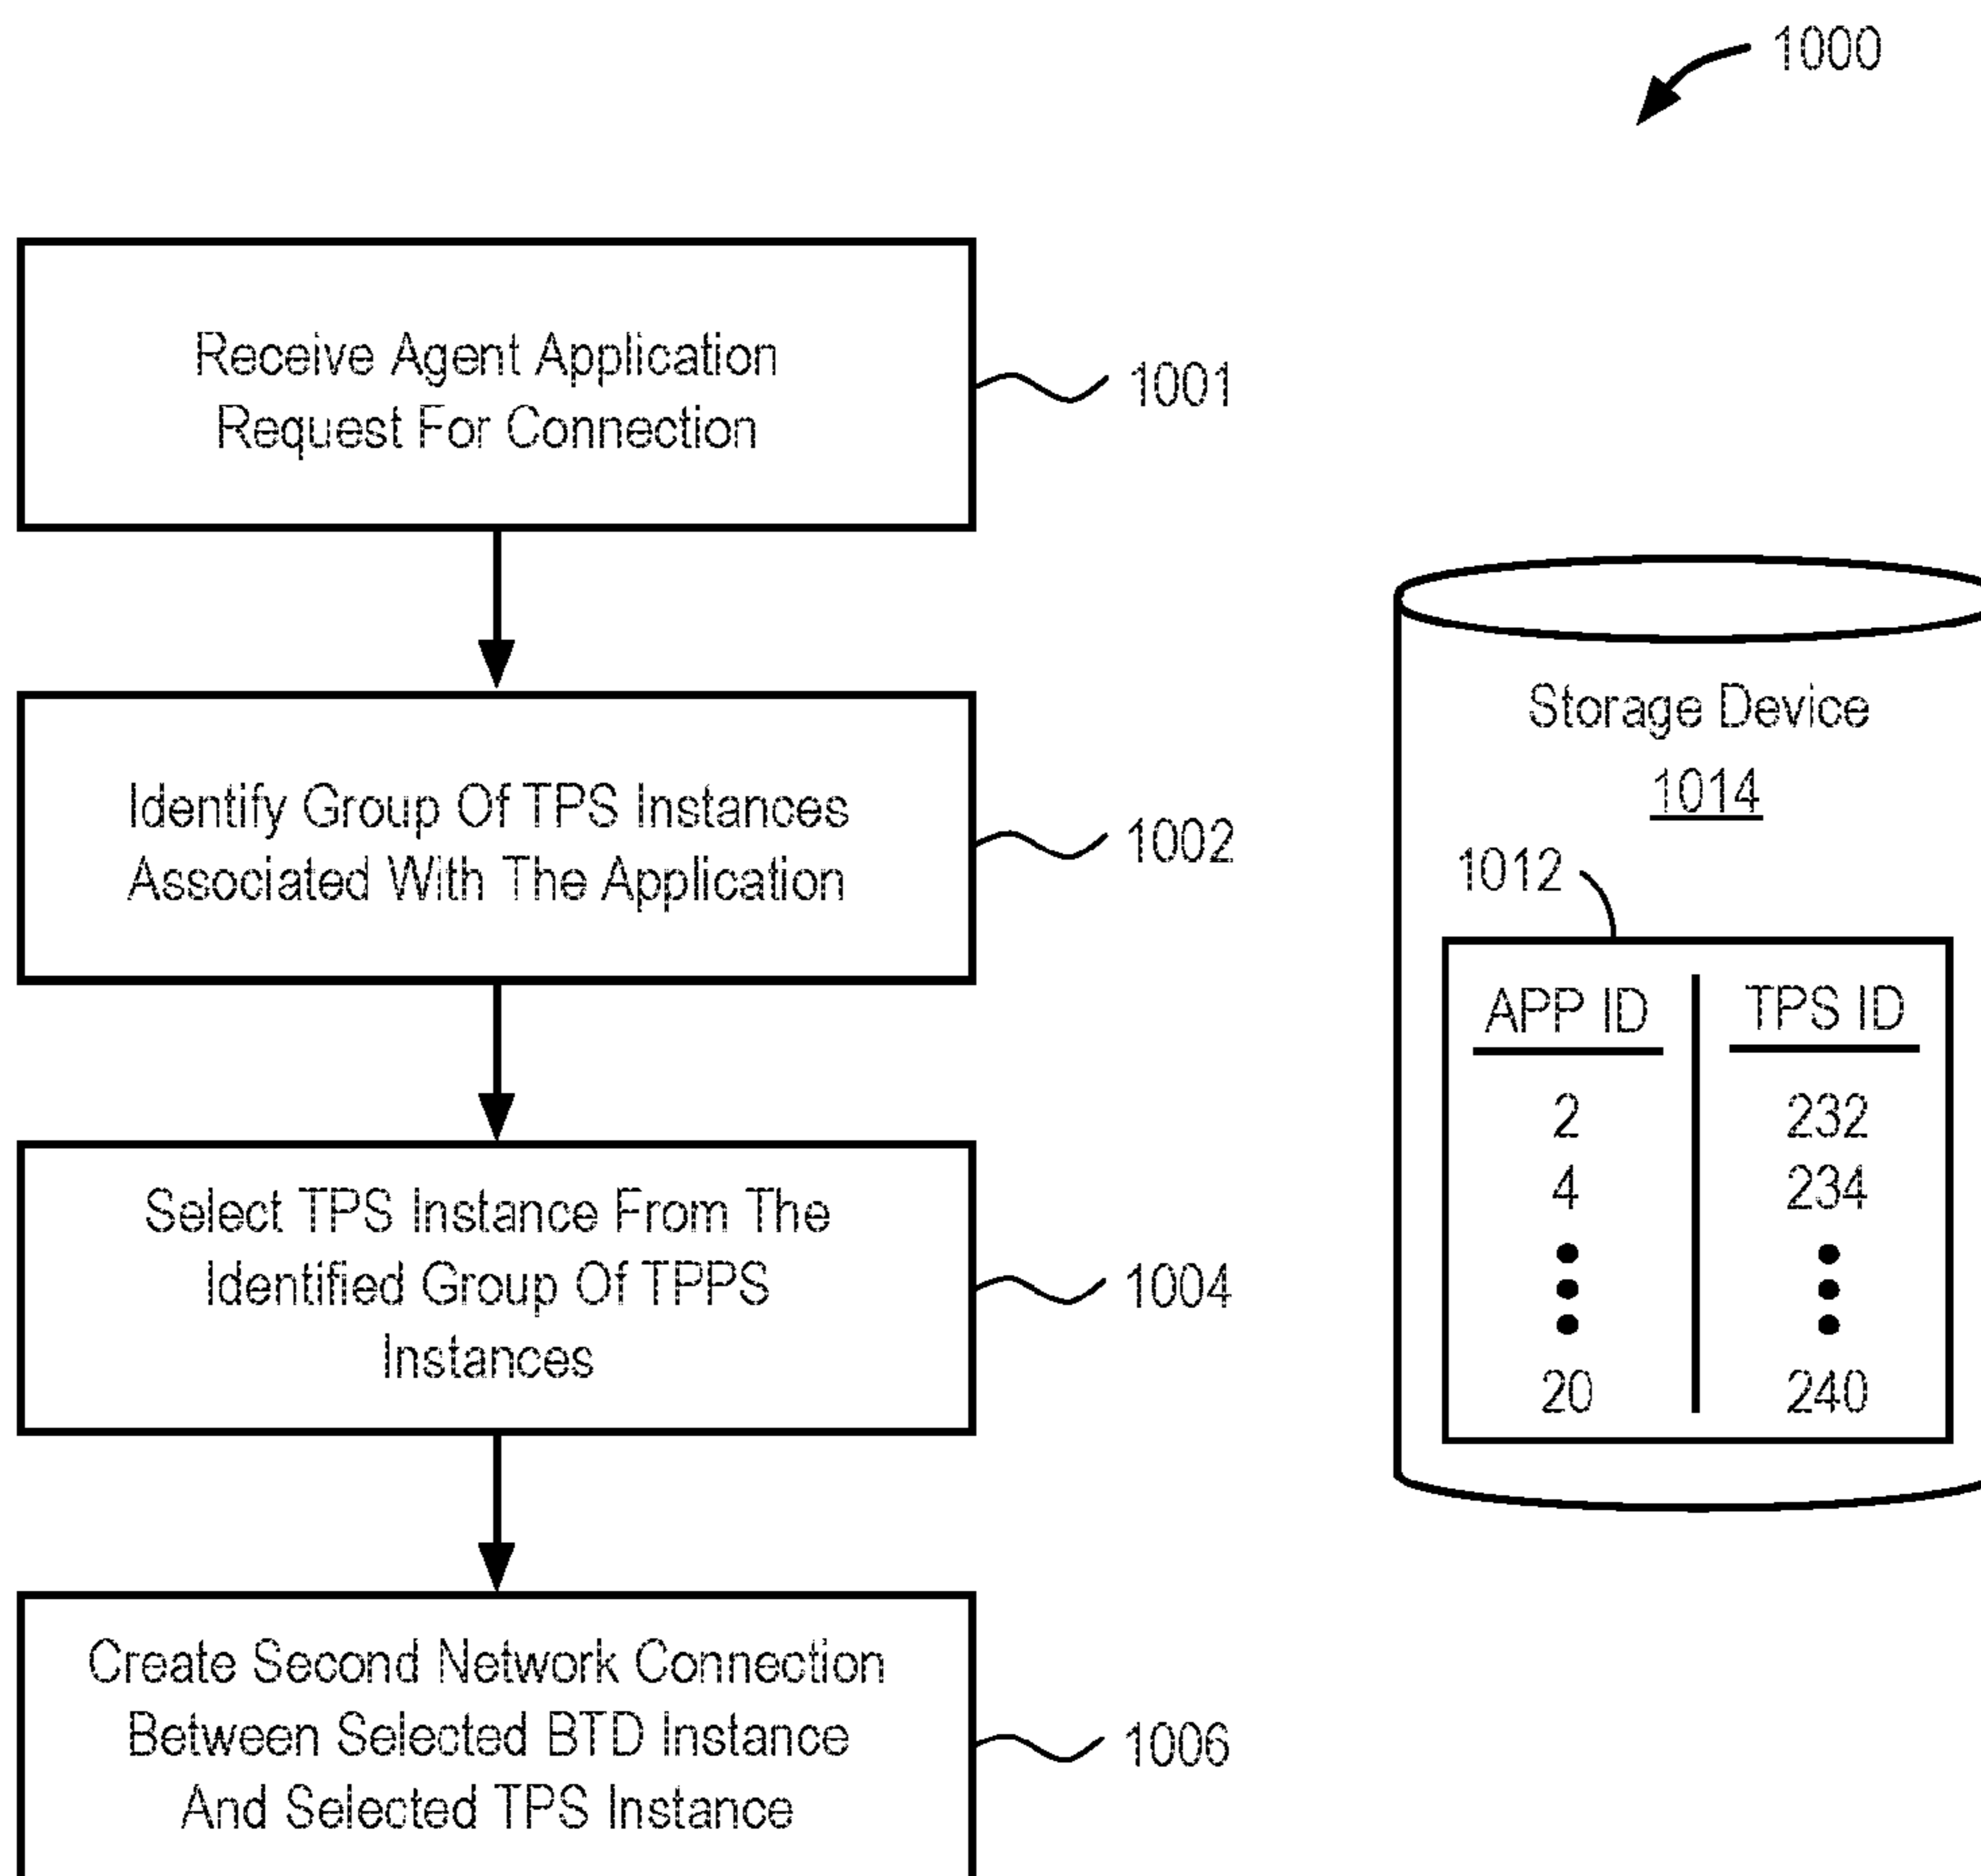 1000
Receive Agent Application
Request For Connection
1001
Identify Group Of TPS Instances
Associated With The Application
1002
Select TPS Instance From The
Identified Group Of TPPS
Instances
1004
Create Second Network Connection
Between Selected BTD Instance
And Selected TPS Instance
1006
Storage Device
1014
1012
APP ID TPS ID
2 232
4 234
20 240